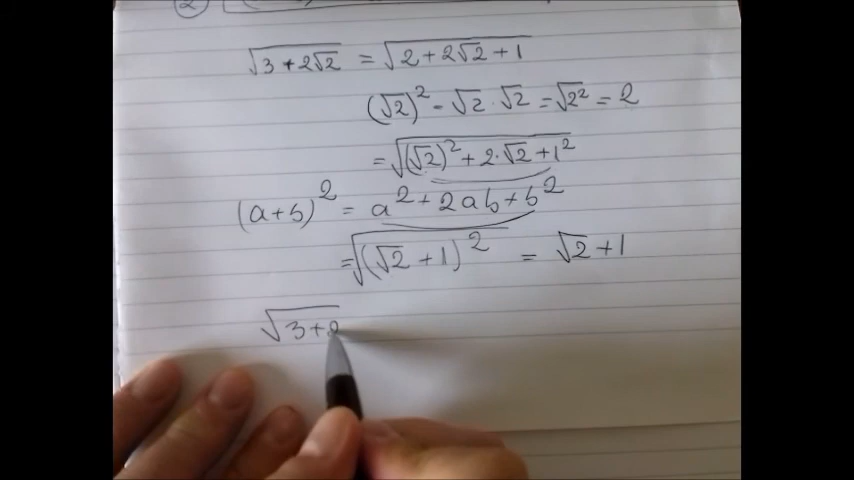 2
√(3+2√2) = √(2+2√2+1)
(√2)² - √2 · √2 = √2² = 2
= √((√2)² + 2·√2 + 1²)
(a+b)² = a² + 2ab + b²
= √((√2 + 1)²) = √2 + 1
√(3+2